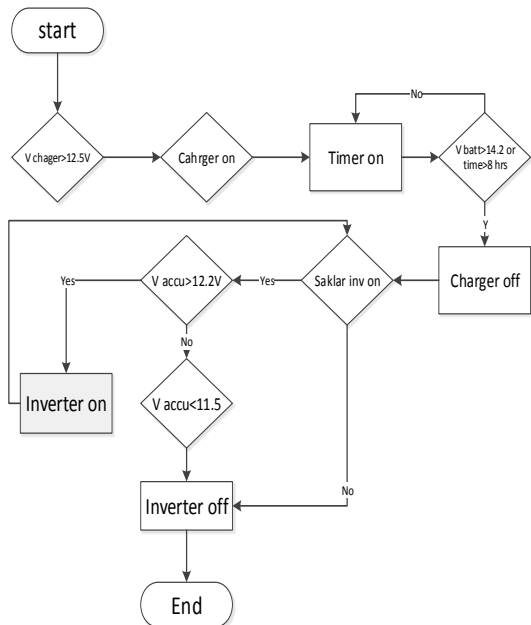 start
V chager>12.5V
Cahrger on
Timer on
No
V batt>14.2 or
time>8 hrs
Y
Charger off
Saklar inv on
Yes
V accu>12.2V
Yes
No
Inverter on
V accu<11.5
No
Inverter off
End